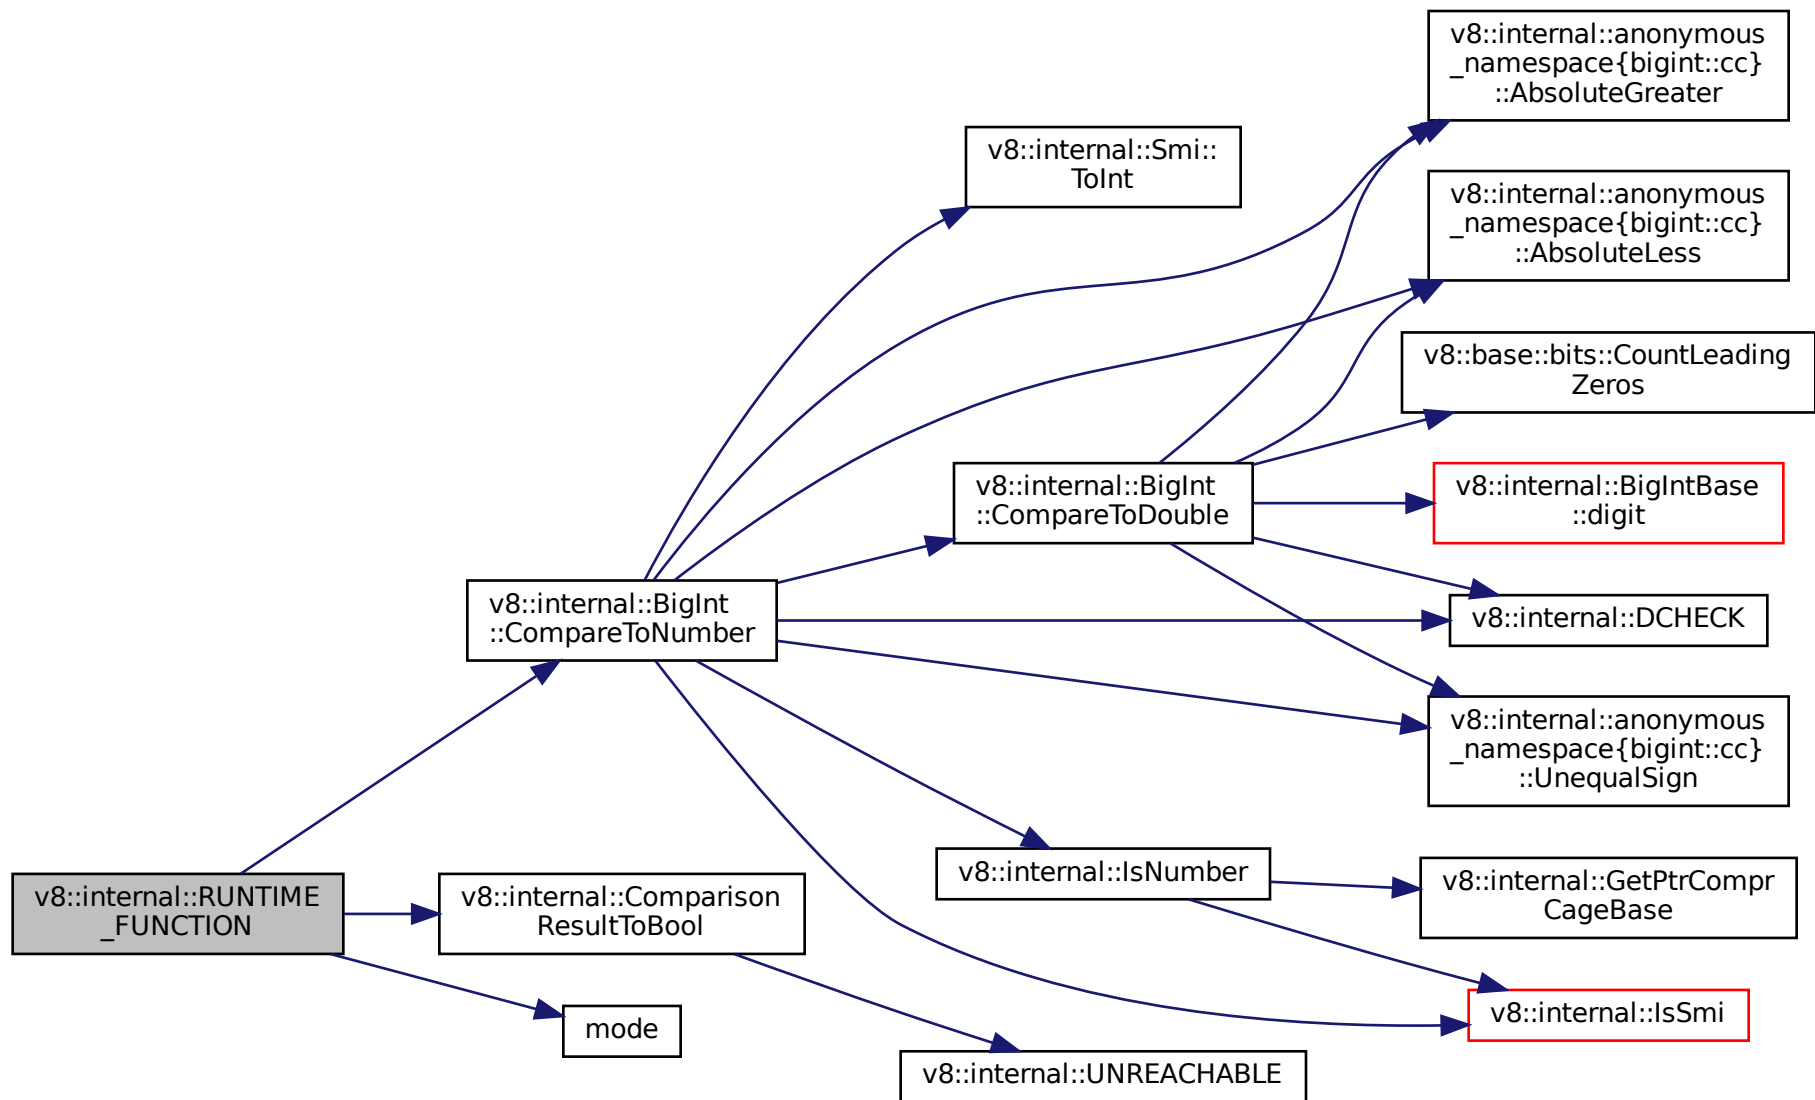 v8::internal::anonymous
_namespace{bigint::cc}
::AbsoluteGreater
v8::internal::Smi::
ToInt
v8::internal::anonymous
_namespace{bigint::cc}
::AbsoluteLess
v8::base::bits::CountLeading
Zeros
v8::internal::BigInt
::CompareToDouble
v8::internal::BigIntBase
::digit
v8::internal::BigInt
::CompareToNumber
v8::internal::DCHECK
v8::internal::anonymous
_namespace{bigint::cc}
::UnequalSign
v8::internal::IsNumber
v8::internal::GetPtrCompr
CageBase
v8::internal::RUNTIME
_FUNCTION
v8::internal::Comparison
ResultToBool
v8::internal::IsSmi
mode
v8::internal::UNREACHABLE